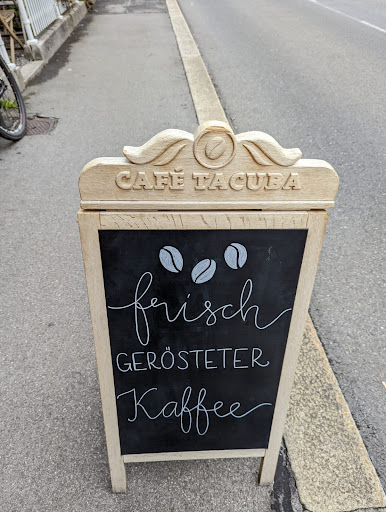 CAFÉ TACUBA
frisch
GERÖSTETER
Kaffee